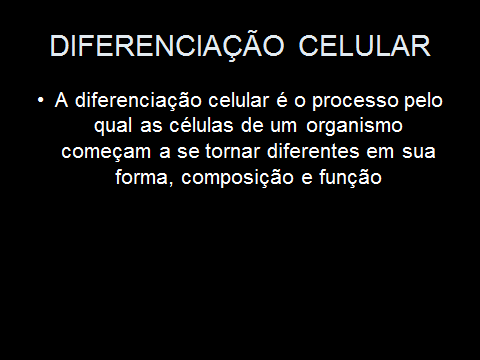 DIFERENCIAÇÃO CELULAR
• A diferenciação celular é o processo pelo
qual as células de um organismo
começam a se tornar diferentes em sua
forma, composição e função